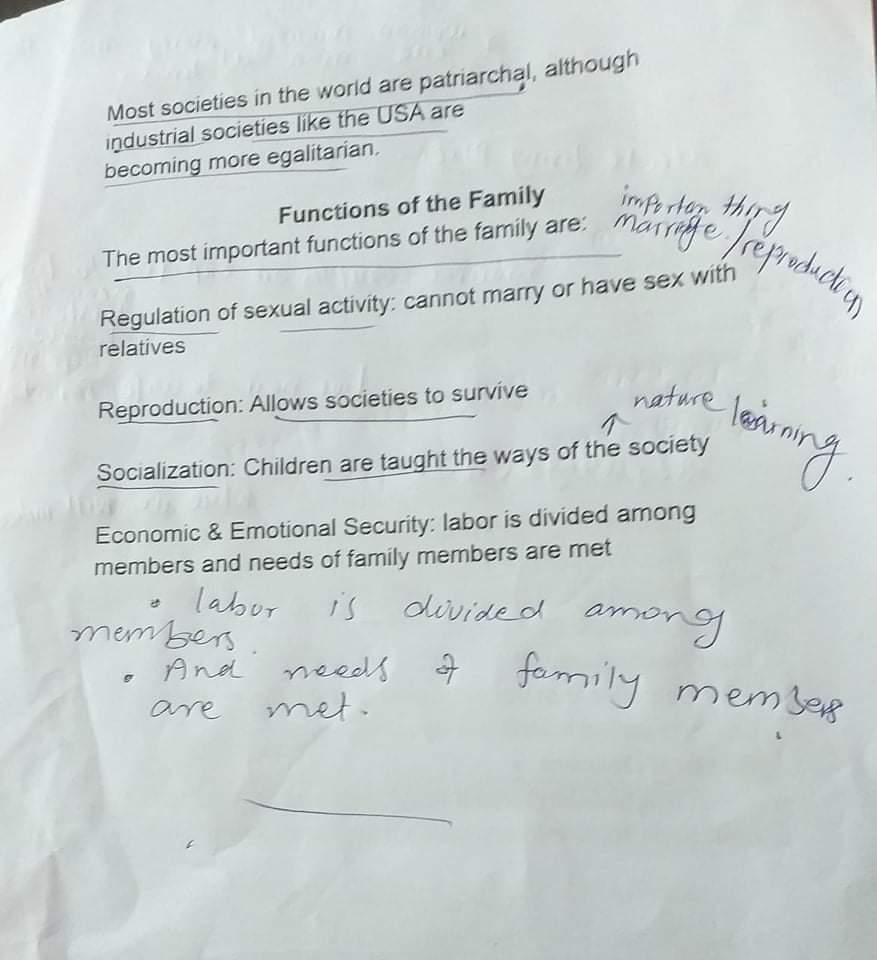 Most societies in the world are patriarchal, although
industrial societies like the USA are
becoming more egalitarian.
Functions of the Family
The most important functions of the family are:
importan thing
Marriage / reproduction
Regulation of sexual activity: cannot marry or have sex with
relatives
Reproduction: Allows societies to survive
nature learning.
Socialization: Children are taught the ways of the society
Economic & Emotional Security: labor is divided among
members and needs of family members are met
• labor is divided among
members.
• And needs of family members
are met.